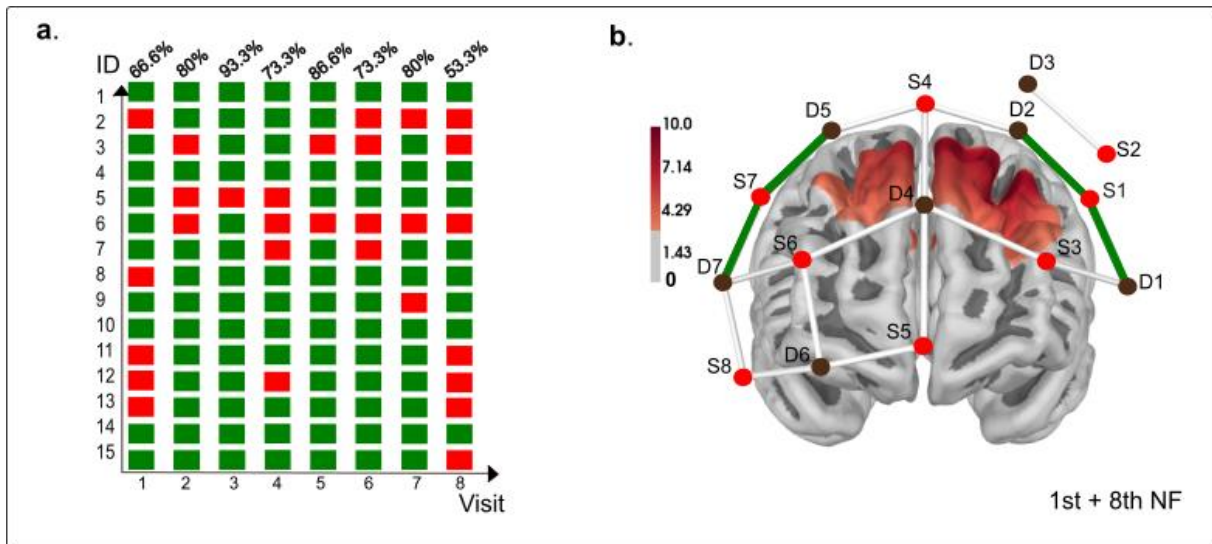 a.
ID
66.6% 80% 93.3% 73.3% 86.6% 73.3% 80% 53.3%
1
2
3
4
5
6
7
8
9
10
11
12
13
14
15
1 2 3 4 5 6 7 8
Visit
b.
10.0
7.14
4.29
1.43
0
D3
S4
D5
D2
S2
S7
D4
S1
S6
S3
D7
D1
S5
D6
S8
1st + 8th NF